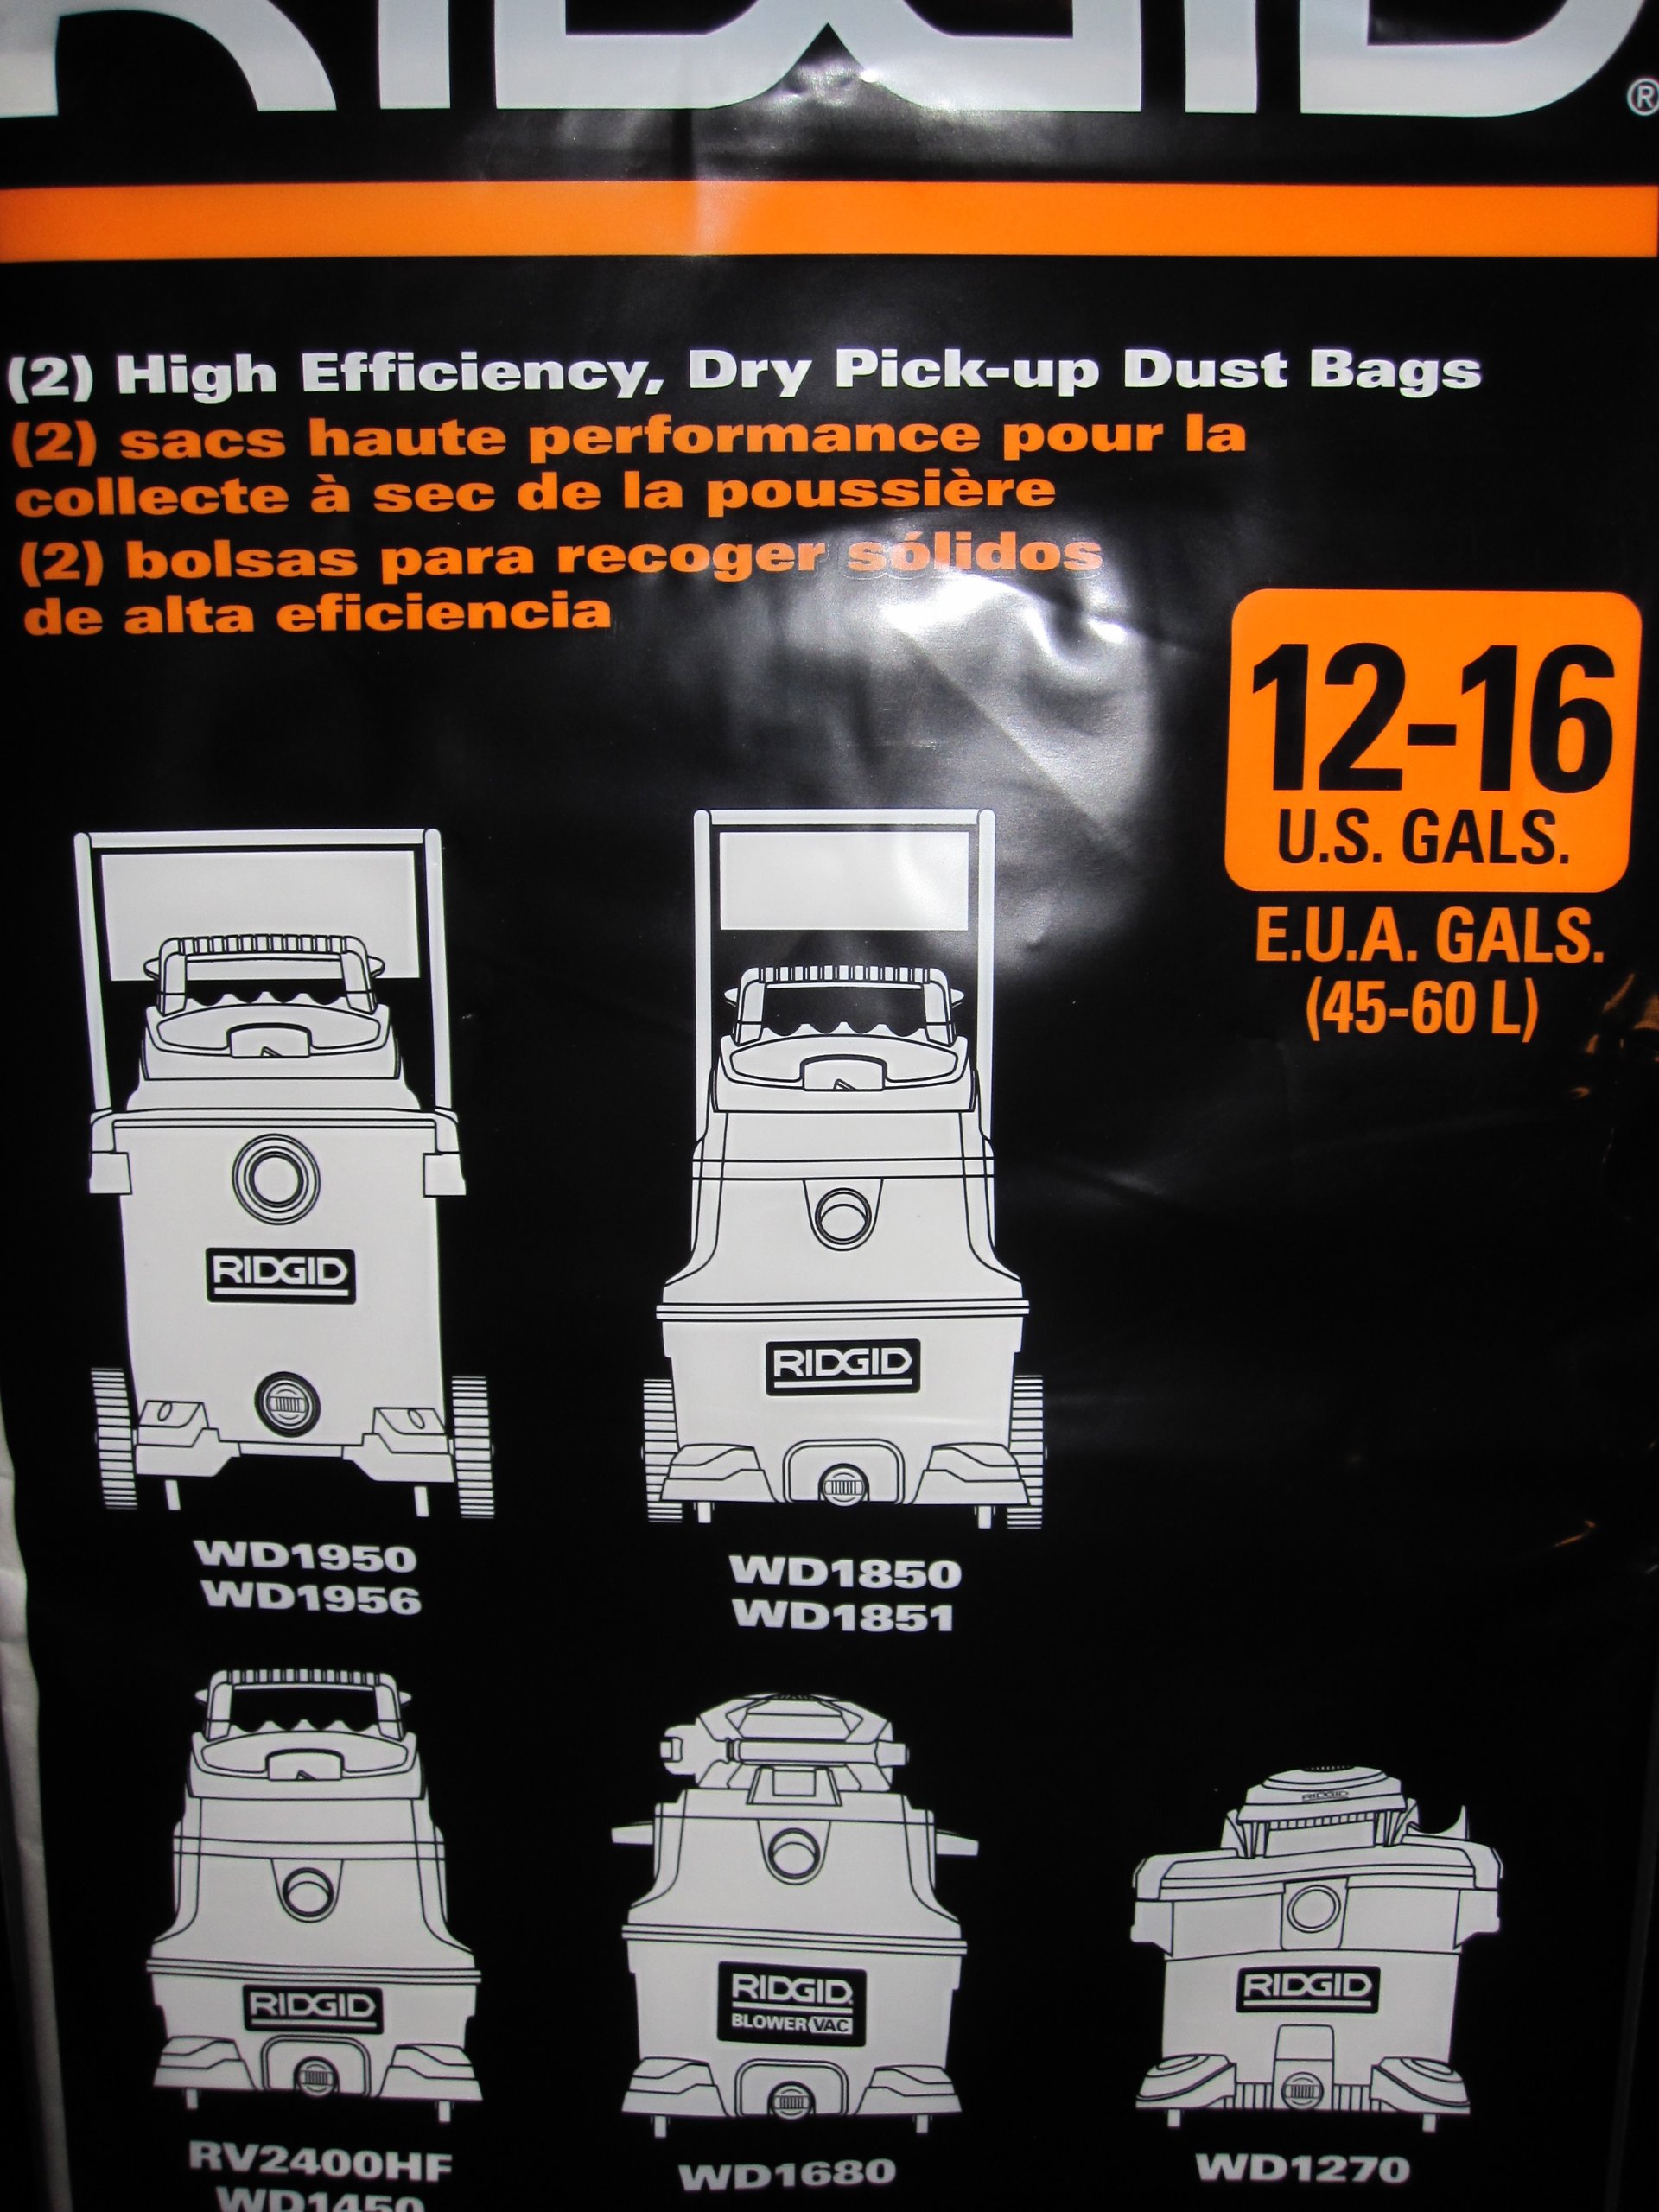 RIDGID®
(2) High Efficiency, Dry Pick-up Dust Bags
(2) sacs haute performance pour la
collecte à sec de la poussière
(2) bolsas para recoger sólidos
de alta eficiencia
12-16
U.S. GALS.
E.U.A. GALS.
(45-60 L)
RIDGID
RIDGID
WD1950
WD1956
WD1850
WD1851
RIDGID
RIDGID
RIDGID
BLOWER VAC
RIDGID
RV2400HF
WD1450
WD1680
WD1270